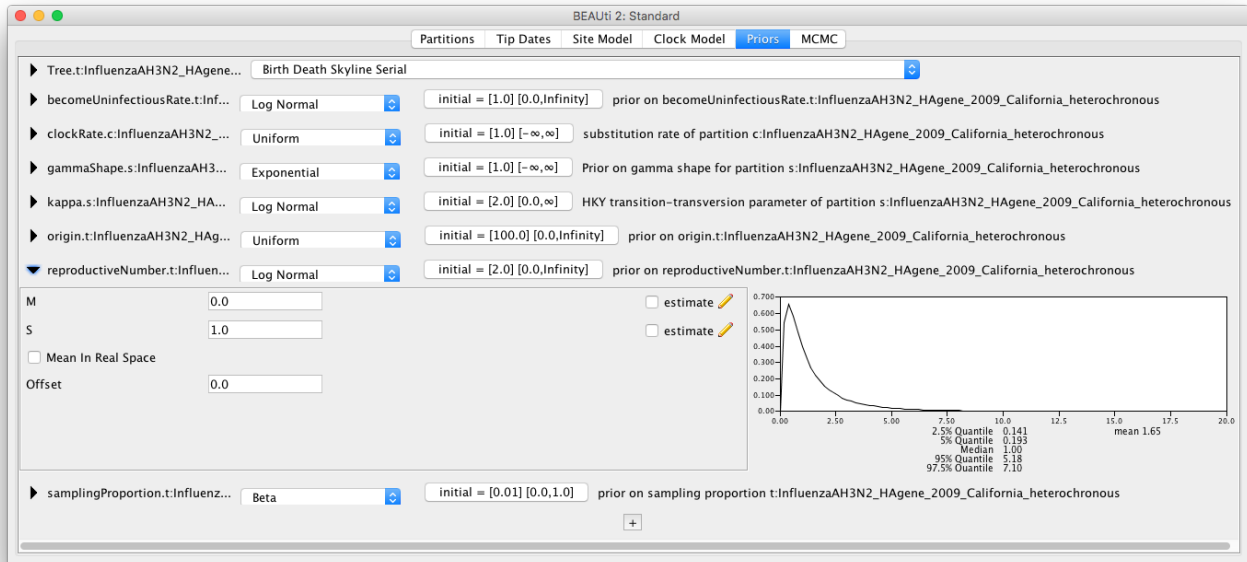 BEAUti 2: Standard
Partitions Tip Dates Site Model Clock Model Priors MCMC
Tree.t:InfluenzaAH3N2_HAgene... Birth Death Skyline Serial
becomeUninfectiousRate.t:Inf... Log Normal initial = [1.0] [0.0,Infinity] prior on becomeUninfectiousRate.t:InfluenzaAH3N2_HAgene_2009_California_heterochronous
clockRate.c:InfluenzaAH3N2_... Uniform initial = [1.0] [-∞,∞] substitution rate of partition c:InfluenzaAH3N2_HAgene_2009_California_heterochronous
gammaShape.s:InfluenzaAH3... Exponential initial = [1.0] [-∞,∞] Prior on gamma shape for partition s:InfluenzaAH3N2_HAgene_2009_California_heterochronous
kappa.s:InfluenzaAH3N2_HA... Log Normal initial = [2.0] [0.0,∞] HKY transition-transversion parameter of partition s:InfluenzaAH3N2_HAgene_2009_California_heterochronous
origin.t:InfluenzaAH3N2_HAg... Uniform initial = [100.0] [0.0,Infinity] prior on origin.t:InfluenzaAH3N2_HAgene_2009_California_heterochronous
reproductiveNumber.t:Influen... Log Normal initial = [2.0] [0.0,Infinity] prior on reproductiveNumber.t:InfluenzaAH3N2_HAgene_2009_California_heterochronous
M 0.0 estimate
S 1.0 estimate
Mean In Real Space
Offset 0.0
0.700
0.600
0.500
0.400
0.300
0.200
0.100
0.00
0.00 2.50 5.00 7.50 10.0 12.5 15.0 17.5 20.0
2.5% Quantile 0.141 mean 1.65
5% Quantile 0.193
Median 1.00
95% Quantile 5.18
97.5% Quantile 7.10
samplingProportion.t:Influenz... Beta initial = [0.01] [0.0,1.0] prior on sampling proportion t:InfluenzaAH3N2_HAgene_2009_California_heterochronous
+